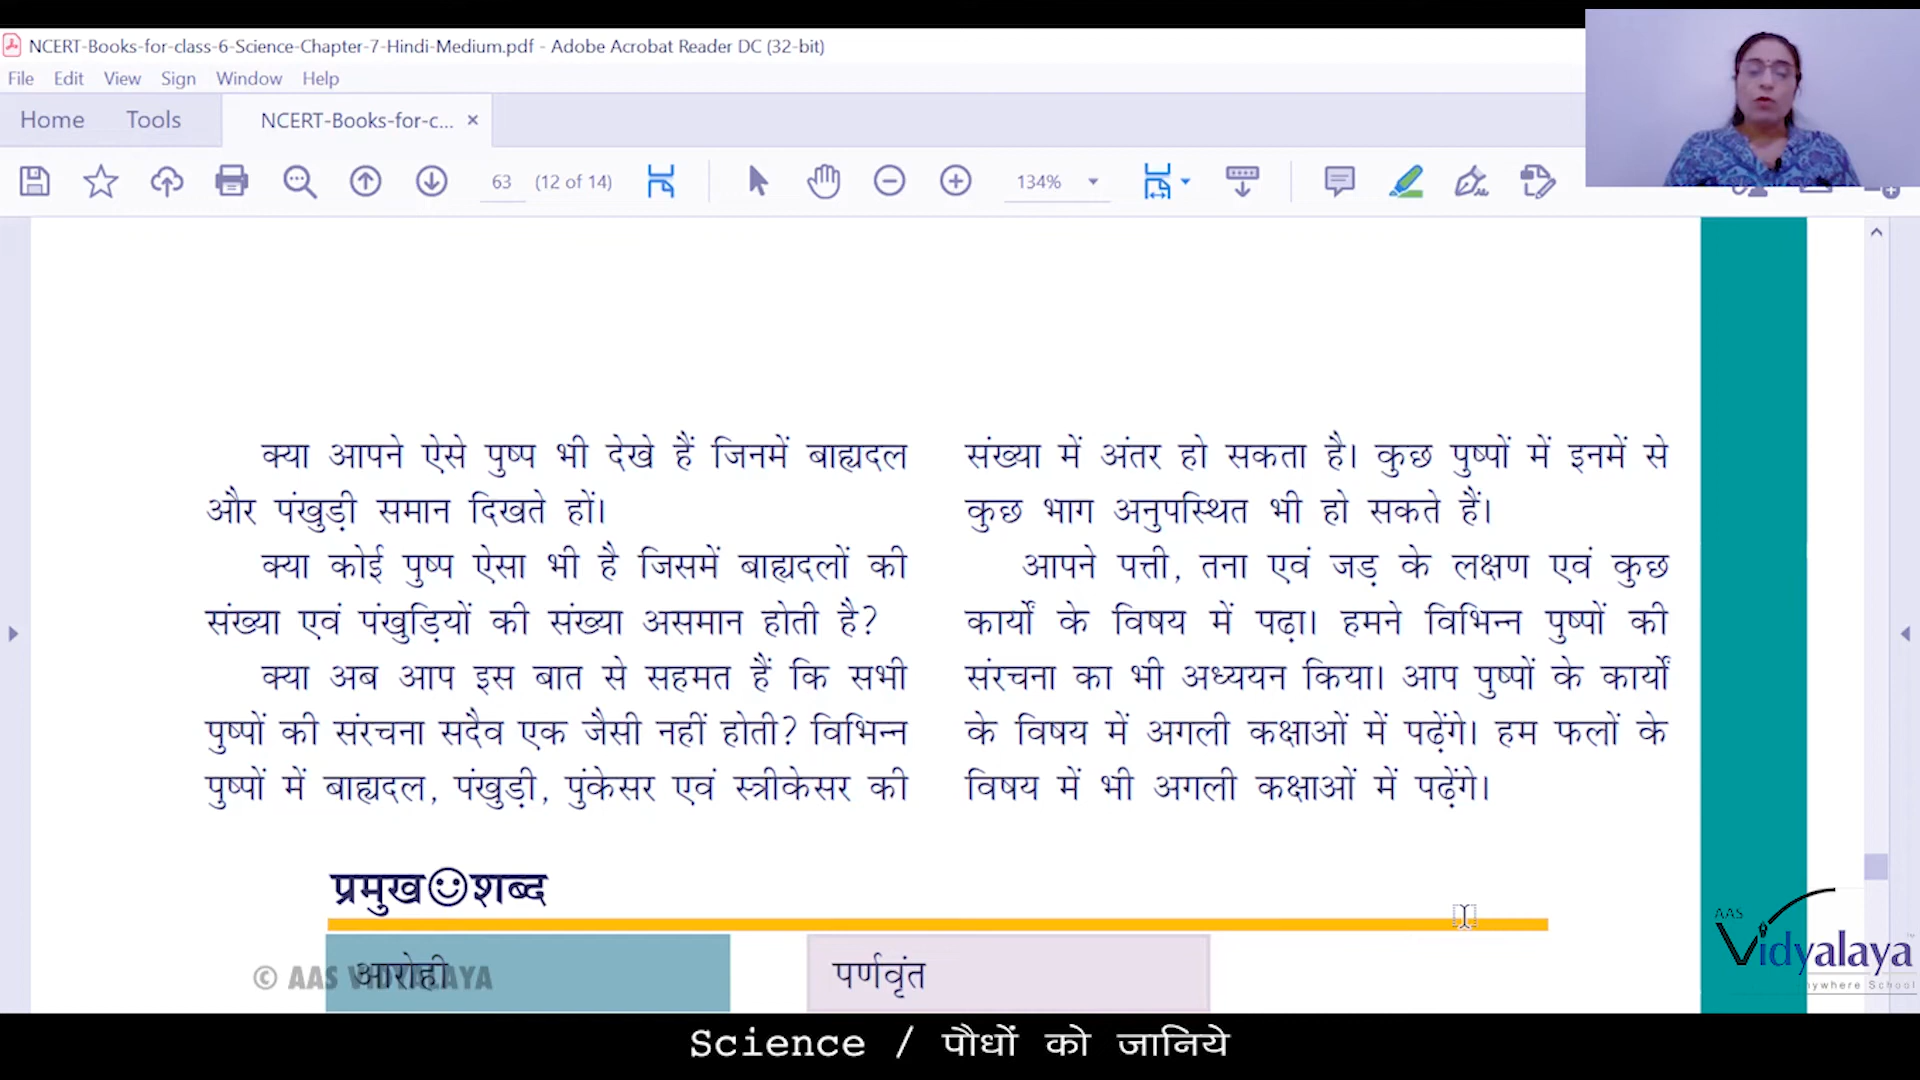 NCERT-Books-for-class-6-Science-Chapter-7-Hindi-Medium.pdf - Adobe Acrobat Reader DC (32-bit)
File Edit View Sign Window Help
Home Tools NCERT-Books-for-c... ×
63 (12 of 14) 134%
क्या आपने ऐसे पुष्प भी देखे हैं जिनमें बाह्यदल
और पंखुड़ी समान दिखते हों।
क्या कोई पुष्प ऐसा भी है जिसमें बाह्यदलों की
संख्या एवं पंखुड़ियों की संख्या असमान होती है?
क्या अब आप इस बात से सहमत हैं कि सभी
पुष्पों की संरचना सदैव एक जैसी नहीं होती? विभिन्न
पुष्पों में बाह्यदल, पंखुड़ी, पुंकेसर एवं स्त्रीकेसर की
संख्या में अंतर हो सकता है। कुछ पुष्पों में इनमें से
कुछ भाग अनुपस्थित भी हो सकते हैं।
आपने पत्ती, तना एवं जड़ के लक्षण एवं कुछ
कार्यों के विषय में पढ़ा। हमने विभिन्न पुष्पों की
संरचना का भी अध्ययन किया। आप पुष्पों के कार्यों
के विषय में अगली कक्षाओं में पढ़ेंगे। हम फलों के
विषय में भी अगली कक्षाओं में पढ़ेंगे।
प्रमुख शब्द
आरोही
पर्णवृंत
© AAS VIDYALAYA
AAS
Vidyalaya
nywhere School
Science / पौधों को जानिये